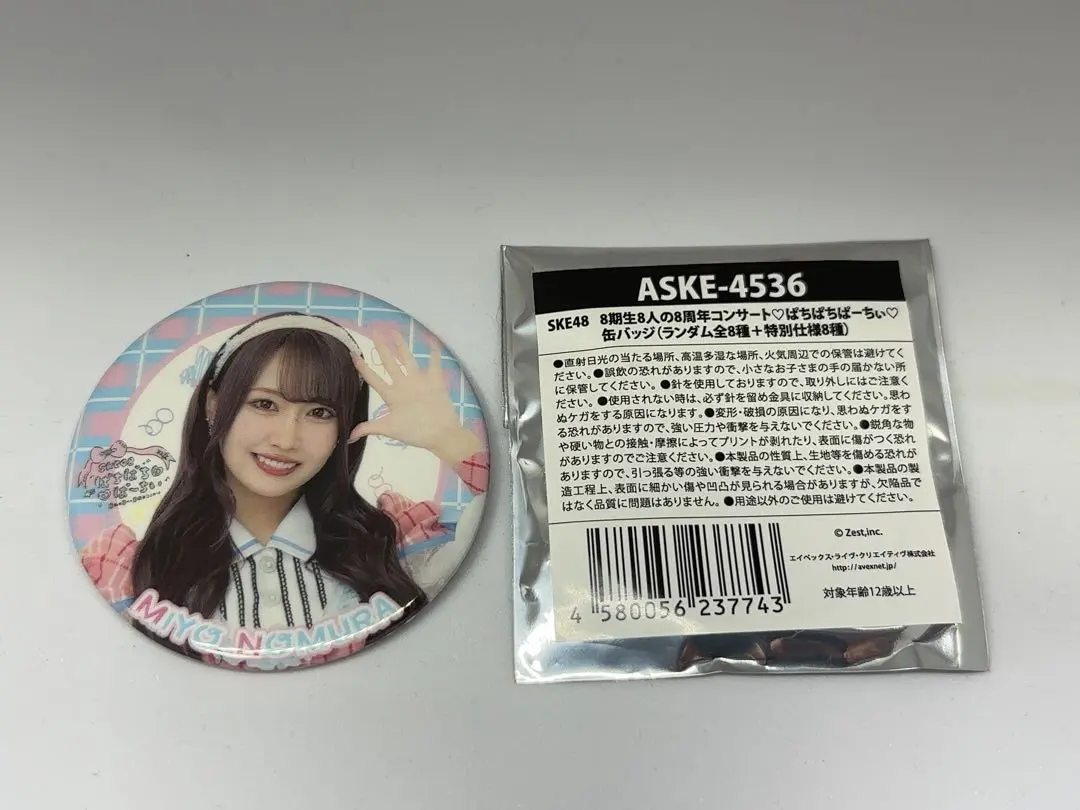 SKE48
ぱちぱち♡
ぱーちぃ
MIYO NOMURA
ASKE-4536
SKE48 8期生8人の8周年コンサート♡ぱちぱちぱーちぃ♡
缶バッジ(ランダム全8種+特別仕様8種)
●直射日光の当たる場所、高温多湿な場所、火気周辺での保管は避けてく
ださい。●誤飲の恐れがありますので、小さなお子さまの手の届かない所
に保管してください。●針を使用しておりますので、取り外しにはご注意く
ださい。●使用されない時は、必ず針を留め金具に収納してください。思わ
ぬケガをする原因になります。●変形・破損の原因になり、思わぬケガをす
る恐れがありますので、強い圧力や衝撃を与えないでください。●鋭角な物
や硬い物との接触・摩擦によってプリントが剥れたり、表面に傷がつく恐れ
がありますのでご注意ください。●本製品の性質上、生地等を傷める恐れが
ありますので、引っ張る等の強い衝撃を与えないでください。●本製品の製
造工程上、表面に細かい傷や凹凸が見られる場合がありますが、欠陥品で
はなく品質に問題はありません。●用途以外のご使用は避けてください。
© Zest,inc.
エイベックス・ライヴ・クリエイティヴ株式会社
http://avexnet.jp/
対象年齢12歳以上
4 580056 237743